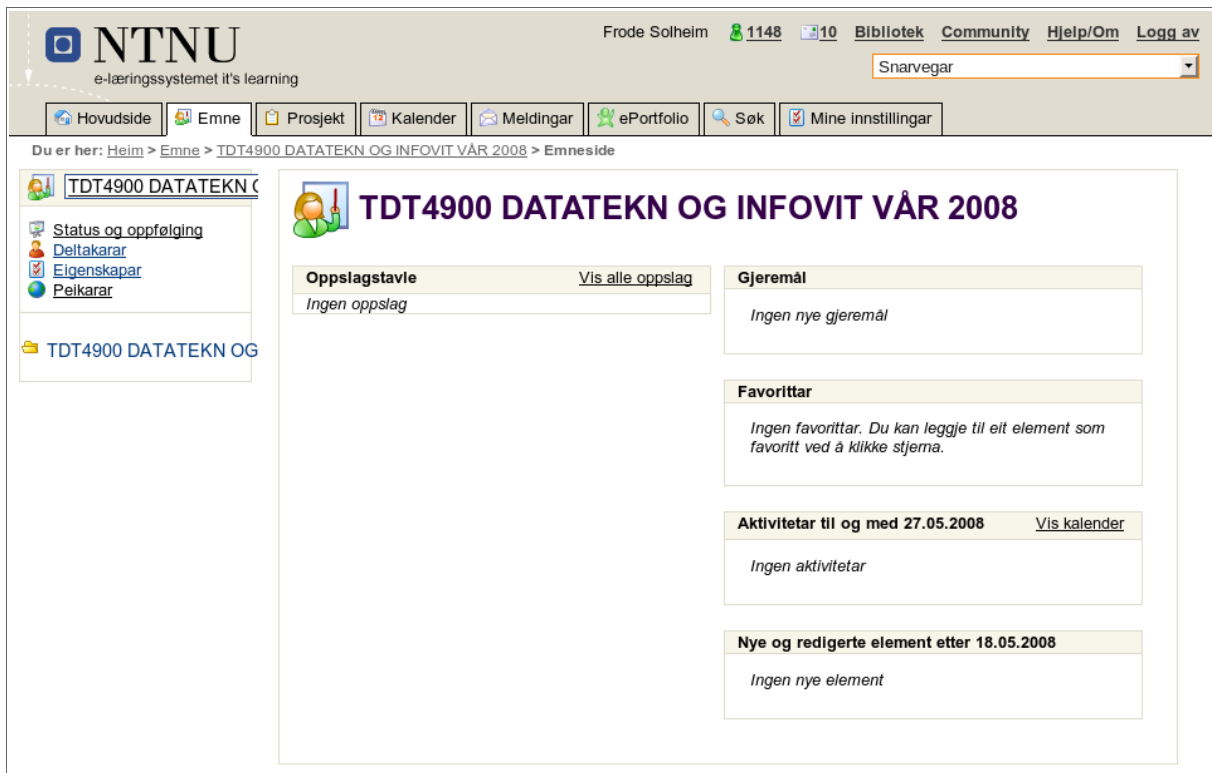 NTNU
e-læringssystemet it's learning
Frode Solheim 1148 10 Bibliotek Community Hjelp/Om Logg av
Snarvegar
Hovudside Emne Prosjekt Kalender Meldingar ePortfolio Søk Mine innstillingar
Du er her: Heim > Emne > TDT4900 DATATEKN OG INFOVIT VÅR 2008 > Emneside
TDT4900 DATATEKN (
Status og oppfølging
Deltakarar
Eigenskapar
Peikarar
TDT4900 DATATEKN OG
TDT4900 DATATEKN OG INFOVIT VÅR 2008
Oppslagstavle Vis alle oppslag
Ingen oppslag
Gjeremål
Ingen nye gjeremål
Favorittar
Ingen favorittar. Du kan leggje til eit element som
favoritt ved å klikke stjerna.
Aktivitetar til og med 27.05.2008 Vis kalender
Ingen aktivitetar
Nye og redigerte element etter 18.05.2008
Ingen nye element